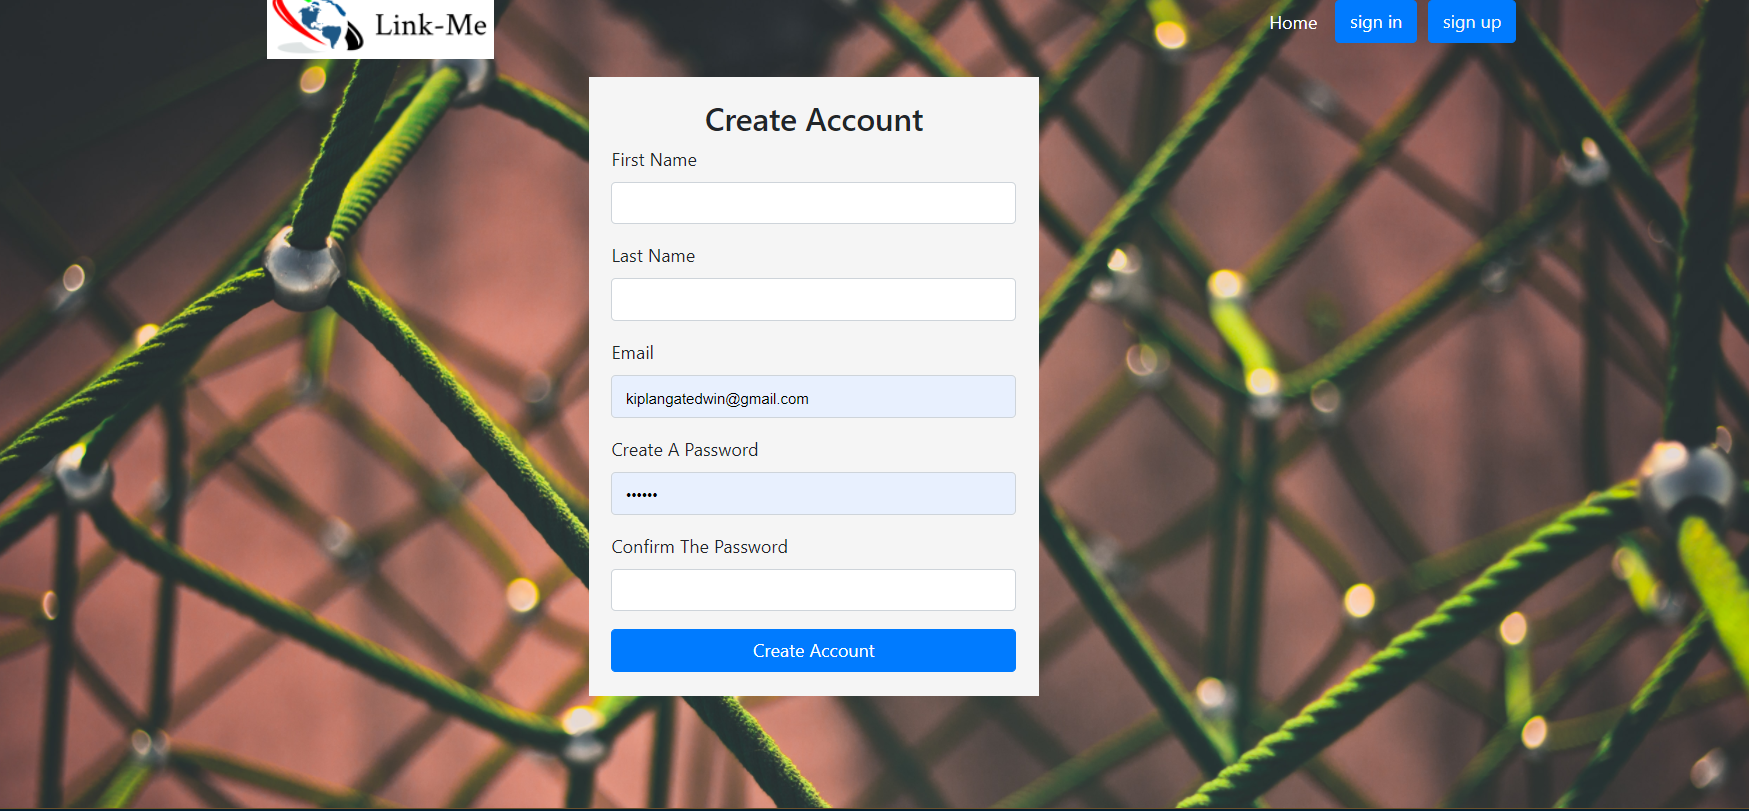 Link-Me
Home
sign in
sign up
Create Account
First Name
Last Name
Email
kiplangatedwin@gmail.com
Create A Password
••••••
Confirm The Password
Create Account